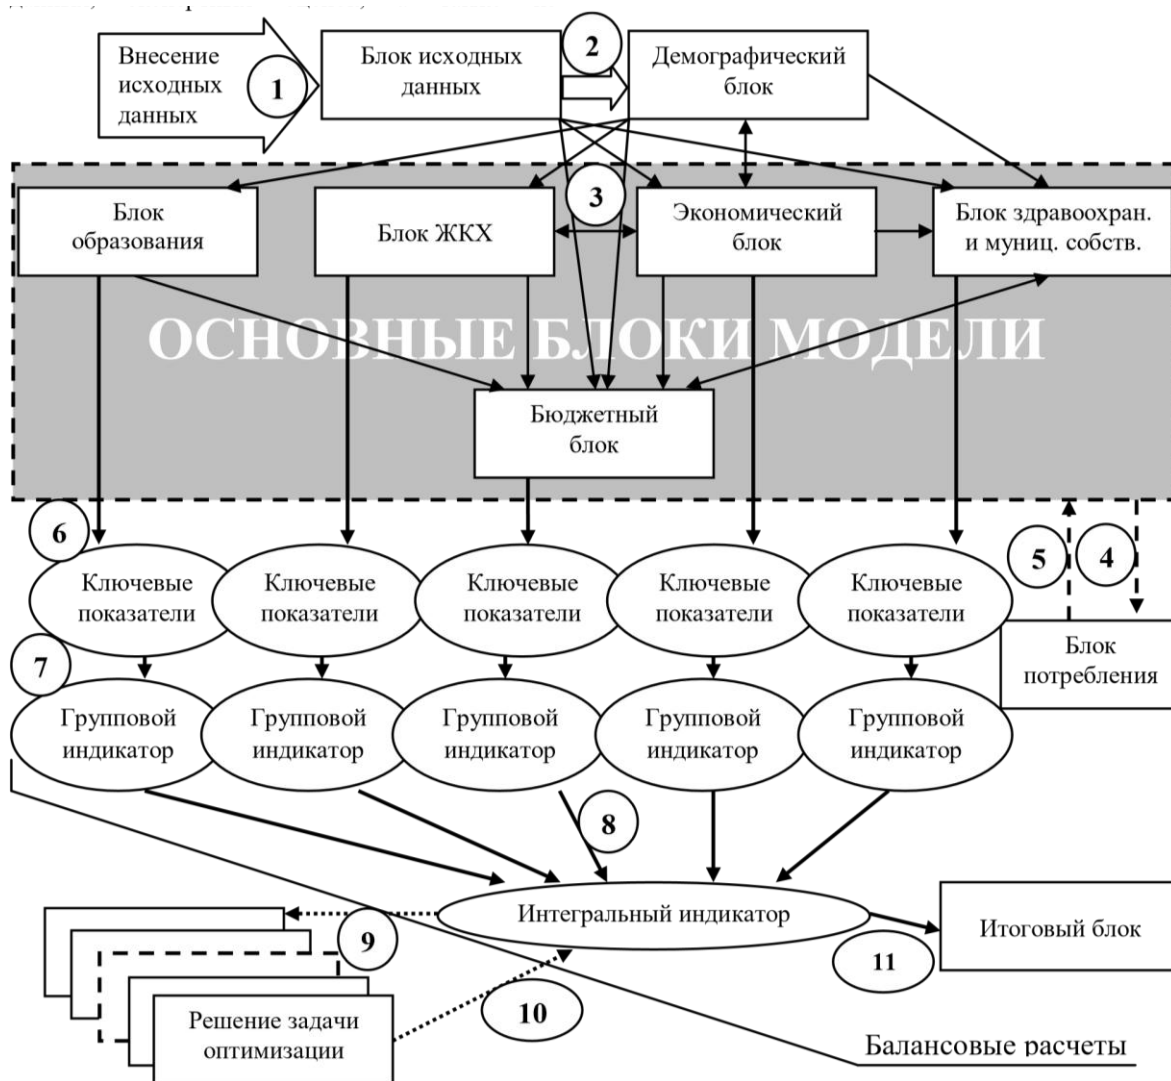 Внесение
исходных
данных
1
Блок исходных
данных
2
Демографический
блок
3
Блок
образования
Блок ЖКХ
Экономический
блок
Блок здравоохран.
и муниц. собств.
ОСНОВНЫЕ БЛОКИ МОДЕЛИ
Бюджетный
блок
6
5
4
Ключевые
показатели
Ключевые
показатели
Ключевые
показатели
Ключевые
показатели
Ключевые
показатели
Блок
потребления
7
Групповой
индикатор
Групповой
индикатор
Групповой
индикатор
Групповой
индикатор
Групповой
индикатор
8
Интегральный индикатор
9
Итоговый блок
11
10
Решение задачи
оптимизации
Балансовые расчеты